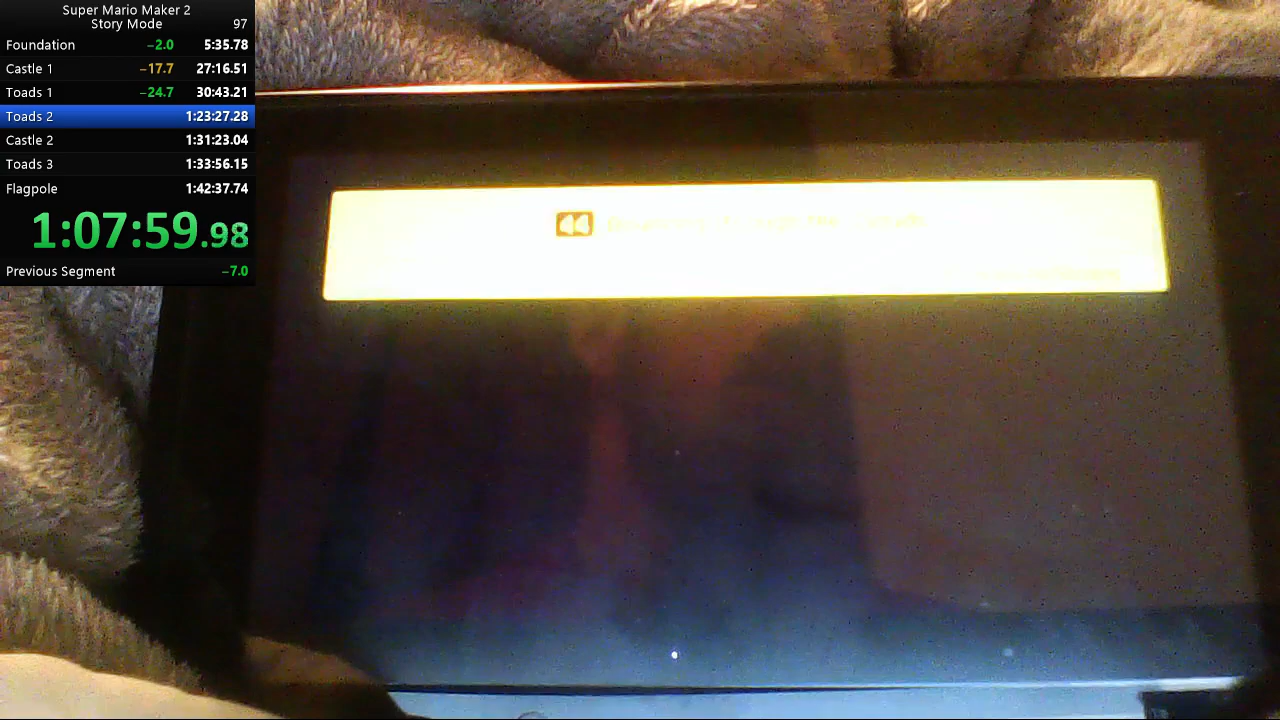 Super Mario Maker 2
Story Mode 97
Foundation −2.0 5:35.78
Castle 1 −17.7 27:16.51
Toads 1 −24.7 30:43.21
Toads 2 1:23:27.28
Castle 2 1:31:23.04
Toads 3 1:33:56.15
Flagpole 1:42:37.74
1:07:59.98
Previous Segment −7.0